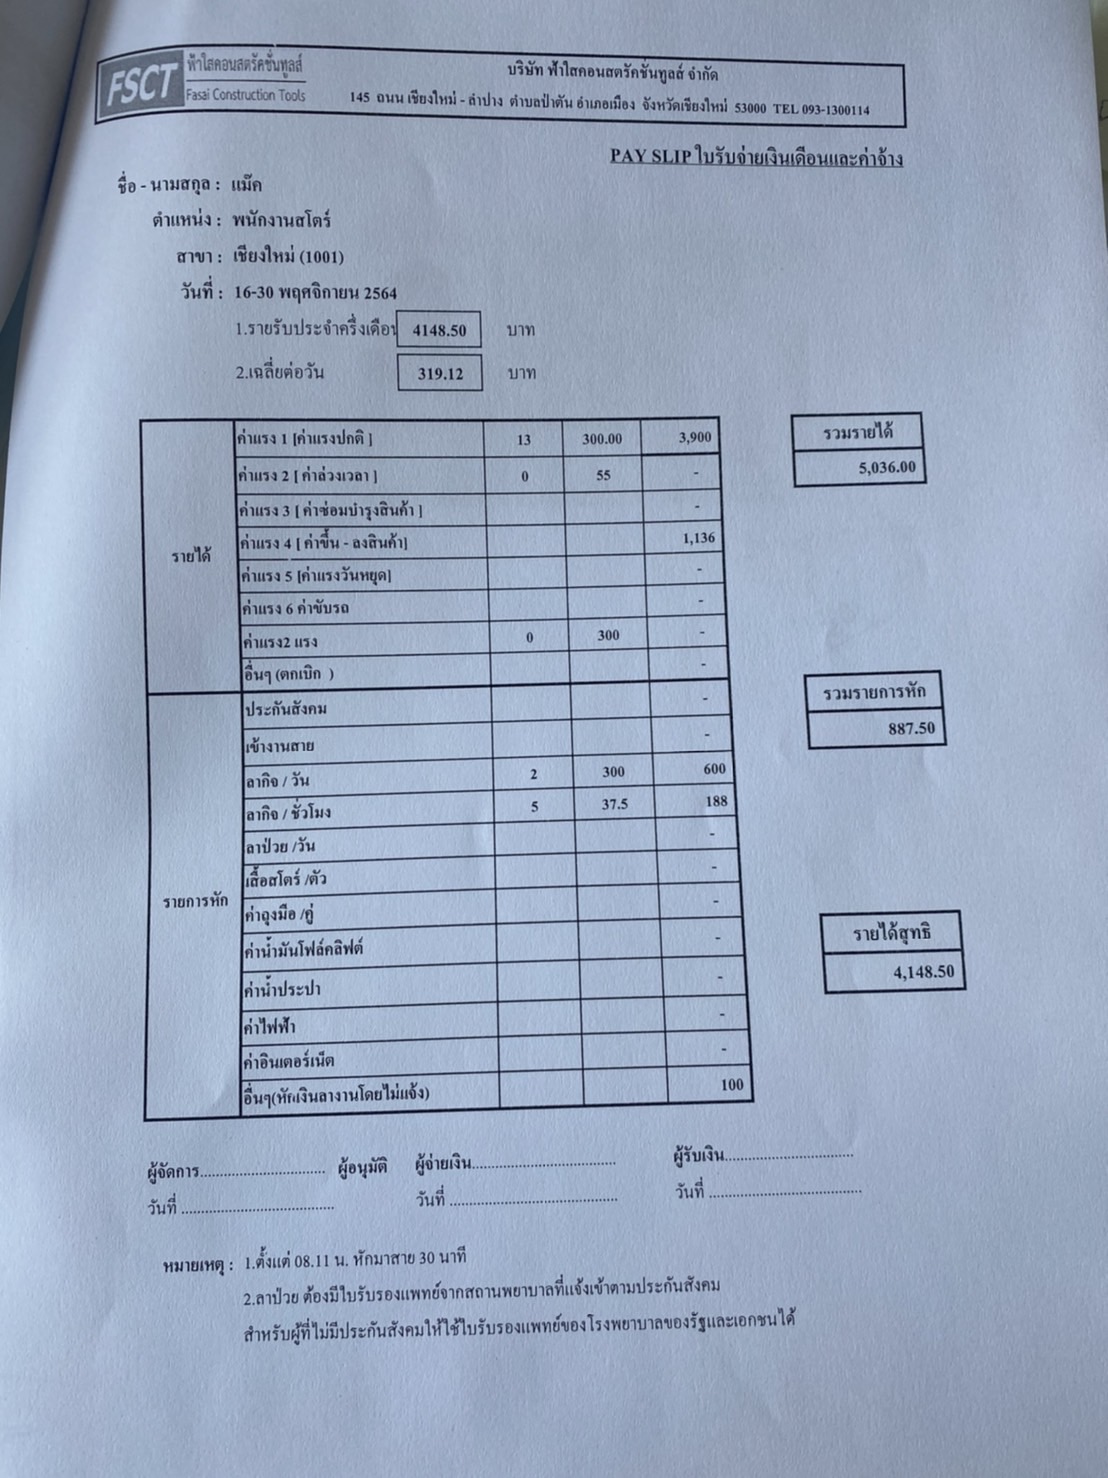 FSCT ฟ้าใสคอนสตรัคชั่นทูลส์
Fasai Construction Tools
บริษัท ฟ้าใสคอนสตรัคชั่นทูลส์ จำกัด
145 ถนน เชียงใหม่ - ลำปาง ตำบลป่าตัน อำเภอเมือง จังหวัดเชียงใหม่ 53000 TEL 093-1300114
PAY SLIP ใบรับจ่ายเงินเดือนและค่าจ้าง
ชื่อ - นามสกุล : แม๊ค
ตำแหน่ง : พนักงานสโตร์
สาขา : เชียงใหม่ (1001)
วันที่ : 16-30 พฤศจิกายน 2564
1.รายรับประจำครึ่งเดือน 4148.50 บาท
2.เฉลี่ยต่อวัน 319.12 บาท
รายได้
ค่าแรง 1 [ค่าแรงปกติ ] 13 300.00 3,900
ค่าแรง 2 [ ค่าล่วงเวลา ] 0 55 -
ค่าแรง 3 [ ค่าซ่อมบำรุงสินค้า ] -
ค่าแรง 4 [ ค่าขึ้น - ลงสินค้า] 1,136
ค่าแรง 5 [ค่าแรงวันหยุด] -
ค่าแรง 6 ค่าขับรถ -
ค่าแรง2 แรง 0 300 -
อื่นๆ (ตกเบิก ) -
รวมรายได้
5,036.00
รายการหัก
ประกันสังคม -
เข้างานสาย -
ลากิจ / วัน 2 300 600
ลากิจ / ชั่วโมง 5 37.5 188
ลาป่วย /วัน -
เสื้อสโตร์ /ตัว -
ค่าถุงมือ /คู่ -
ค่าน้ำมันโฟล์คลิฟต์ -
ค่าน้ำประปา -
ค่าไฟฟ้า -
ค่าอินเตอร์เน็ต -
อื่นๆ(หักเงินลางานโดยไม่แจ้ง) 100
รวมรายการหัก
887.50
รายได้สุทธิ
4,148.50
ผู้จัดการ............................... ผู้อนุมัติ ผู้จ่ายเงิน................................... ผู้รับเงิน...............................
วันที่ ..................................... วันที่ ......................................... วันที่ .....................................
หมายเหตุ : 1.ตั้งแต่ 08.11 น. หักมาสาย 30 นาที
2.ลาป่วย ต้องมีใบรับรองแพทย์จากสถานพยาบาลที่แจ้งเข้าตามประกันสังคม
สำหรับผู้ที่ไม่มีประกันสังคมให้ใช้ใบรับรองแพทย์ของโรงพยาบาลของรัฐและเอกชนได้